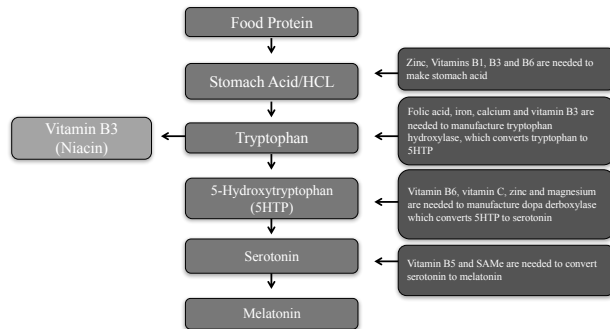 Food Protein
Zinc, Vitamins B1, B3 and B6 are needed to
make stomach acid
Stomach Acid/HCL
Folic acid, iron, calcium and vitamin B3 are
needed to manufacture tryptophan
hydroxylase, which converts tryptophan to
5HTP
Vitamin B3
(Niacin)
Tryptophan
Vitamin B6, vitamin C, zinc and magnesium
are needed to manufacture dopa derboxylase
which converts 5HTP to serotonin
5-Hydroxytryptophan
(5HTP)
Vitamin B5 and SAMe are needed to convert
serotonin to melatonin
Serotonin
Melatonin